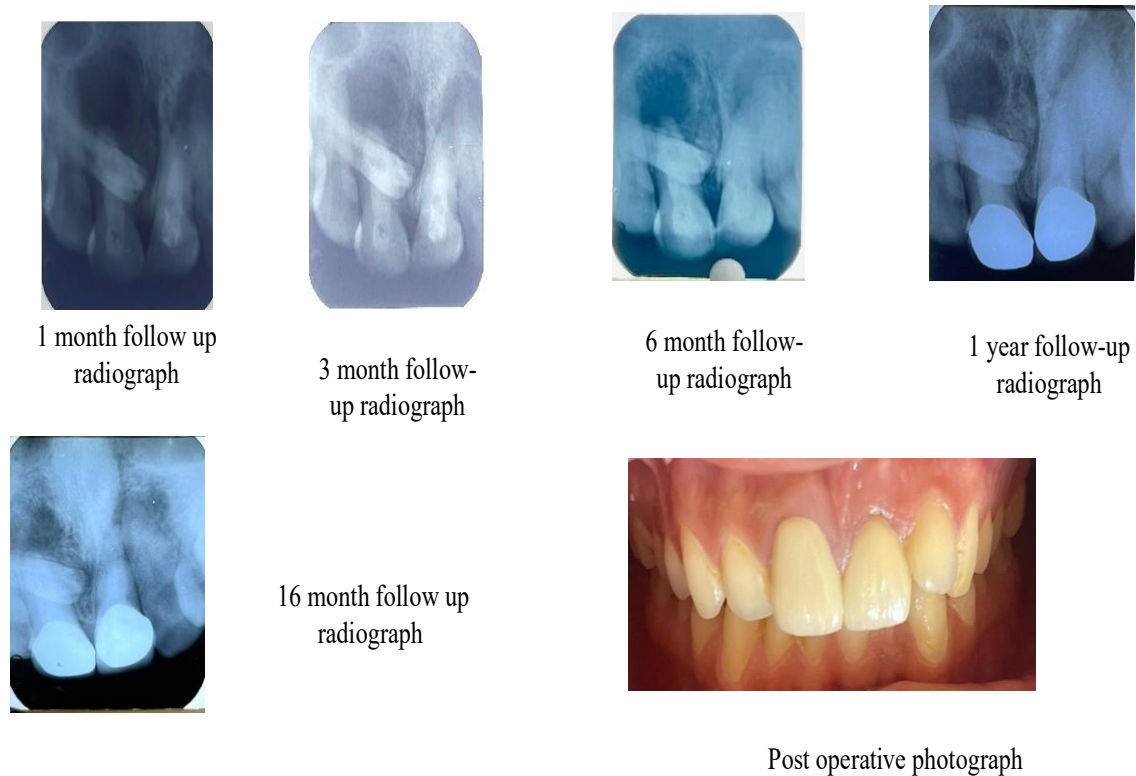 1 month follow up
radiograph
3 month follow-
up radiograph
6 month follow-
up radiograph
1 year follow-up
radiograph
16 month follow up
radiograph
Post operative photograph